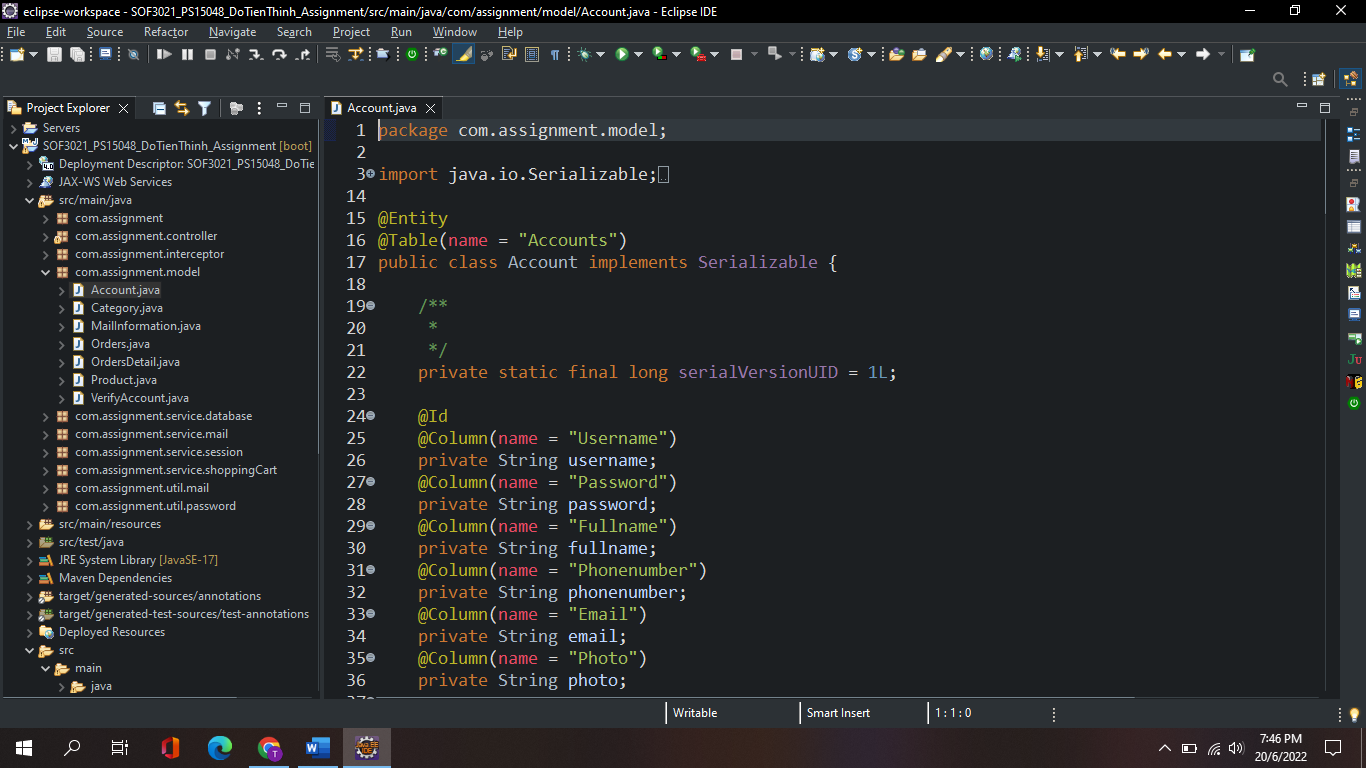 eclipse-workspace - SOF3021_PS15048_DoTienThinh_Assignment/src/main/java/com/assignment/model/Account.java - Eclipse IDE
File Edit Source Refactor Navigate Search Project Run Window Help
Project Explorer
Servers
SOF3021_PS15048_DoTienThinh_Assignment [boot]
Deployment Descriptor: SOF3021_PS15048_DoTie
JAX-WS Web Services
src/main/java
com.assignment
com.assignment.controller
com.assignment.interceptor
com.assignment.model
Account.java
Category.java
MailInformation.java
Orders.java
OrdersDetail.java
Product.java
VerifyAccount.java
com.assignment.service.database
com.assignment.service.mail
com.assignment.service.session
com.assignment.service.shoppingCart
com.assignment.util.mail
com.assignment.util.password
src/main/resources
src/test/java
JRE System Library [JavaSE-17]
Maven Dependencies
target/generated-sources/annotations
target/generated-test-sources/test-annotations
Deployed Resources
src
main
java
Account.java
1 package com.assignment.model;
2
3 import java.io.Serializable;
14
15 @Entity
16 @Table(name = "Accounts")
17 public class Account implements Serializable {
18
19 /**
20 *
21 */
22 private static final long serialVersionUID = 1L;
23
24 @Id
25 @Column(name = "Username")
26 private String username;
27 @Column(name = "Password")
28 private String password;
29 @Column(name = "Fullname")
30 private String fullname;
31 @Column(name = "Phonenumber")
32 private String phonenumber;
33 @Column(name = "Email")
34 private String email;
35 @Column(name = "Photo")
36 private String photo;
Ju
Writable Smart Insert 1 : 1 : 0
T
W
Java EE
IDE
7:46 PM
20/6/2022